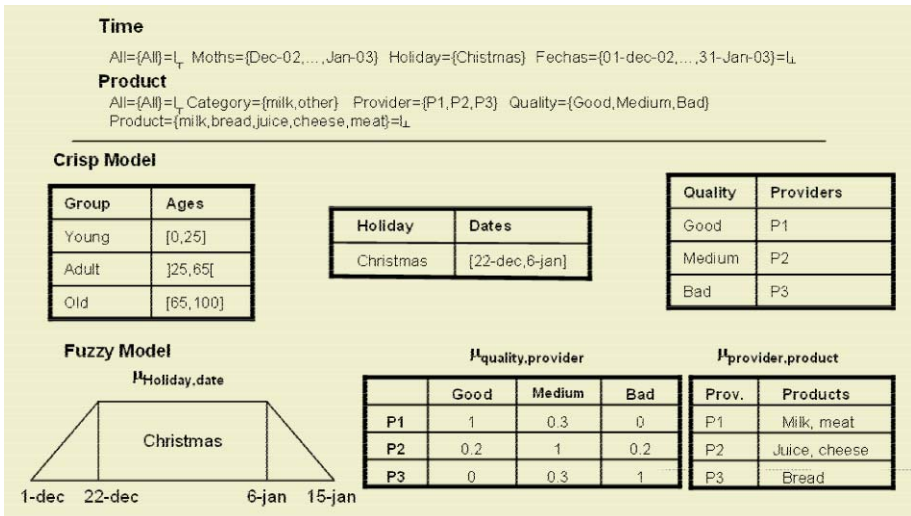 Time
All={All}=l⊤ Moths={Dec-02,...,Jan-03} Holiday={Chistmas} Fechas={01-dec-02,...,31-Jan-03}=l⊥
Product
All={All}=l⊤ Category={milk,other} Provider={P1,P2,P3} Quality={Good,Medium,Bad}
Product={milk,bread,juice,cheese,meat}=l⊥
Crisp Model
Group Ages
Young [0,25]
Adult ]25,65[
Old [65,100]
Holiday Dates
Christmas [22-dec,6-jan]
Quality Providers
Good P1
Medium P2
Bad P3
Fuzzy Model
μHoliday,date
Christmas
1-dec 22-dec 6-jan 15-jan
μquality,provider
Good Medium Bad
P1 1 0.3 0
P2 0.2 1 0.2
P3 0 0.3 1
μprovider,product
Prov. Products
P1 Milk, meat
P2 Juice, cheese
P3 Bread